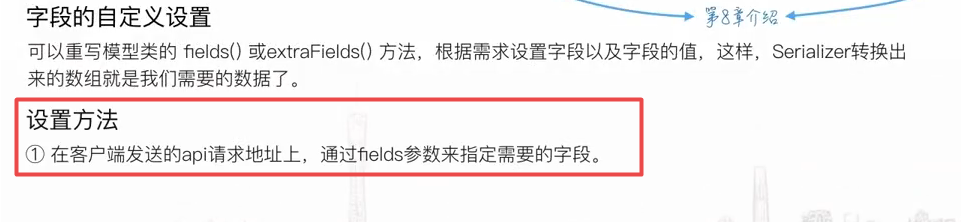 字段的自定义设置
第8章介绍
可以重写模型类的 fields() 或extraFields() 方法，根据需求设置字段以及字段的值，这样，Serializer转换出
来的数组就是我们需要的数据了。
设置方法
① 在客户端发送的api请求地址上，通过fields参数来指定需要的字段。